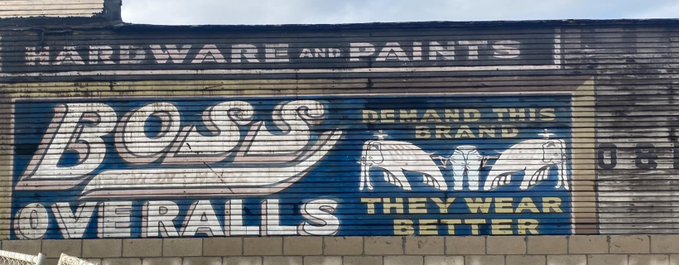 HARDWARE AND PAINTS
BOSS
OVERALLS
DEMAND THIS
BRAND
THEY WEAR
BETTER